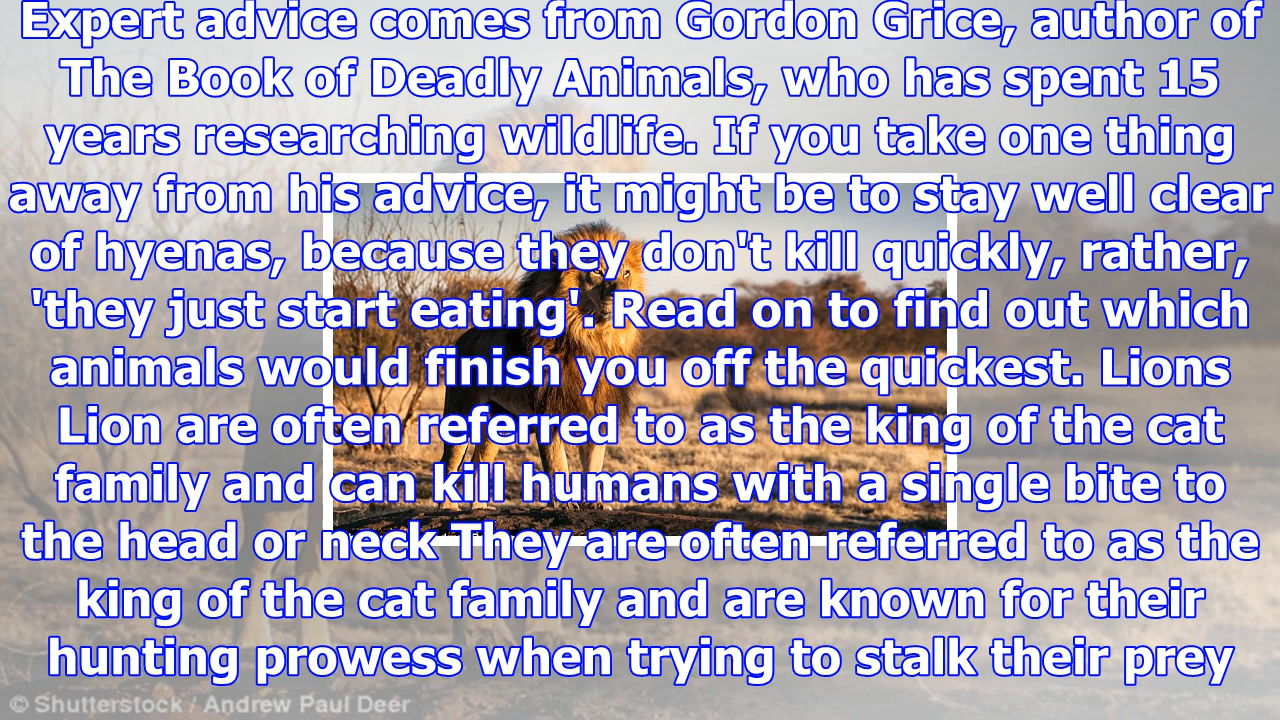 Expert advice comes from Gordon Grice, author of
The Book of Deadly Animals, who has spent 15
years researching wildlife. If you take one thing
away from his advice, it might be to stay well clear
of hyenas, because they don't kill quickly, rather,
'they just start eating'. Read on to find out which
animals would finish you off the quickest. Lions
Lion are often referred to as the king of the cat
family and can kill humans with a single bite to
the head or neck They are often referred to as the
king of the cat family and are known for their
hunting prowess when trying to stalk their prey
© Shutterstock / Andrew Paul Deer